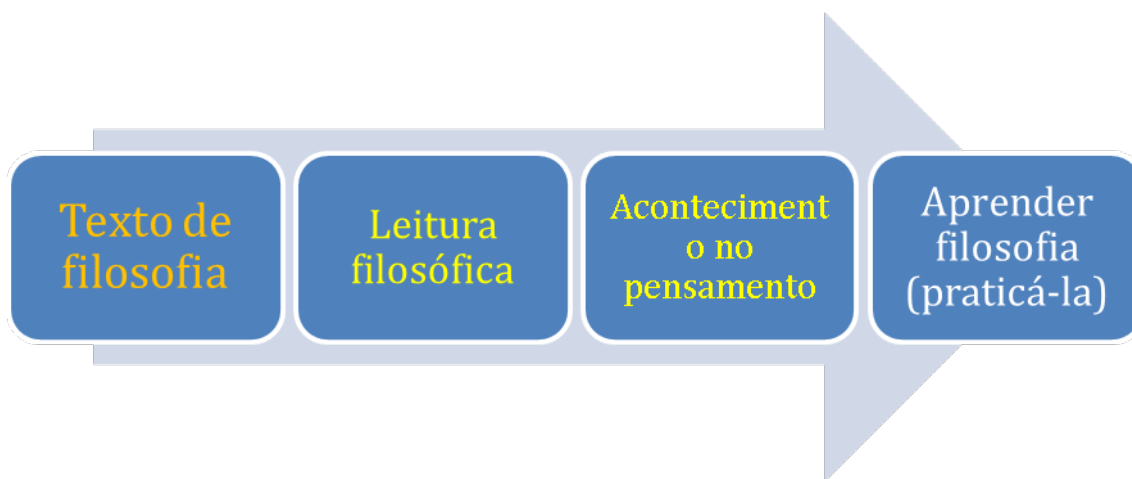 Texto de
filosofia
Leitura
filosófica
Aconteciment
o no
pensamento
Aprender
filosofia
(praticá-la)